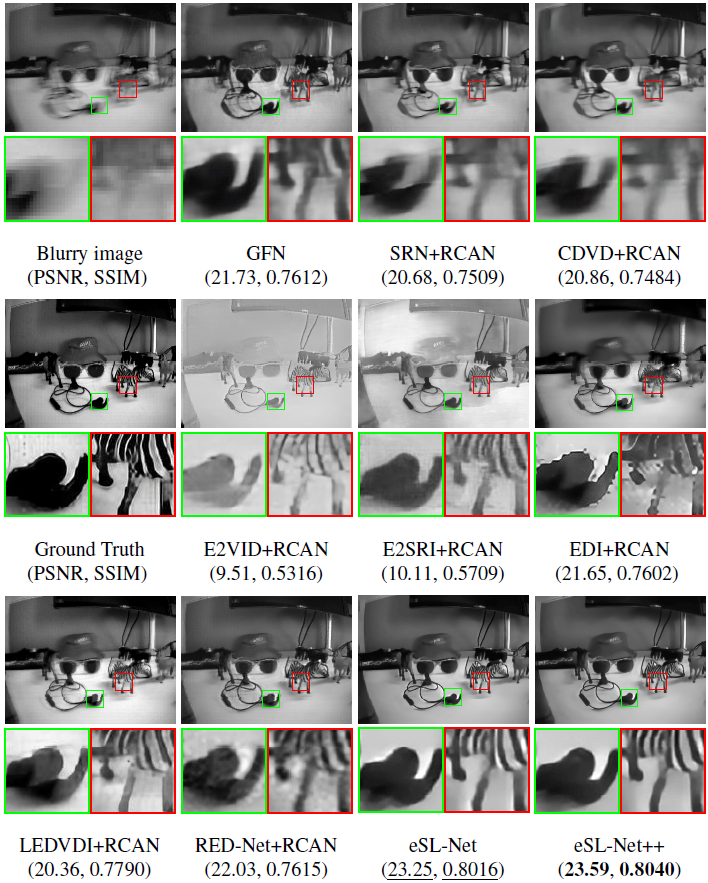 Blurry image
(PSNR, SSIM)
GFN
(21.73, 0.7612)
SRN+RCAN
(20.68, 0.7509)
CDVD+RCAN
(20.86, 0.7484)
Ground Truth
(PSNR, SSIM)
E2VID+RCAN
(9.51, 0.5316)
E2SRI+RCAN
(10.11, 0.5709)
EDI+RCAN
(21.65, 0.7602)
LEDVDI+RCAN
(20.36, 0.7790)
RED-Net+RCAN
(22.03, 0.7615)
eSL-Net
(23.25, 0.8016)
eSL-Net++
(23.59, 0.8040)